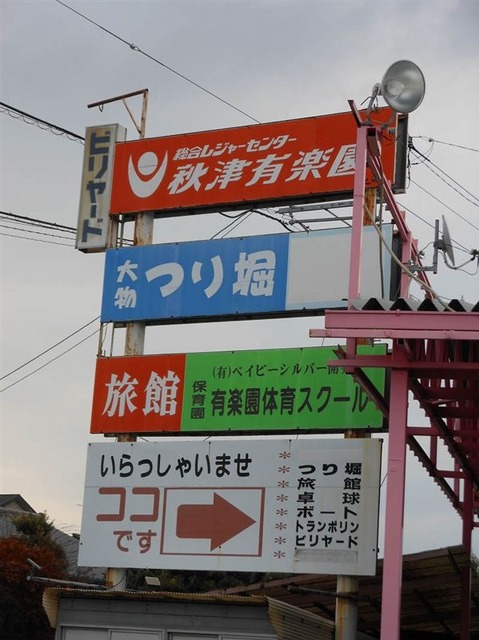 ビリヤード
総合レジャーセンター
秋津有楽園
大物
つり堀
旅館
(有)ベイビーシルバー開
保育園
有楽園体育スクール
いらっしゃいませ
ココ
です
*つり堀
*旅館
*卓球
*ボート
*トランポリン
*ビリヤード